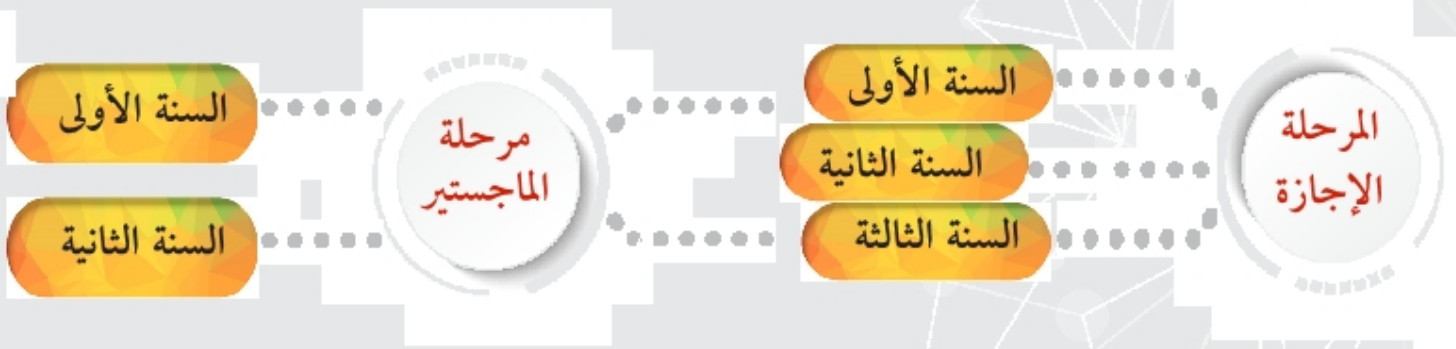 المرحلة
الإجازة
السنة الأولى
السنة الثانية
السنة الثالثة
مرحلة
الماجستير
السنة الأولى
السنة الثانية